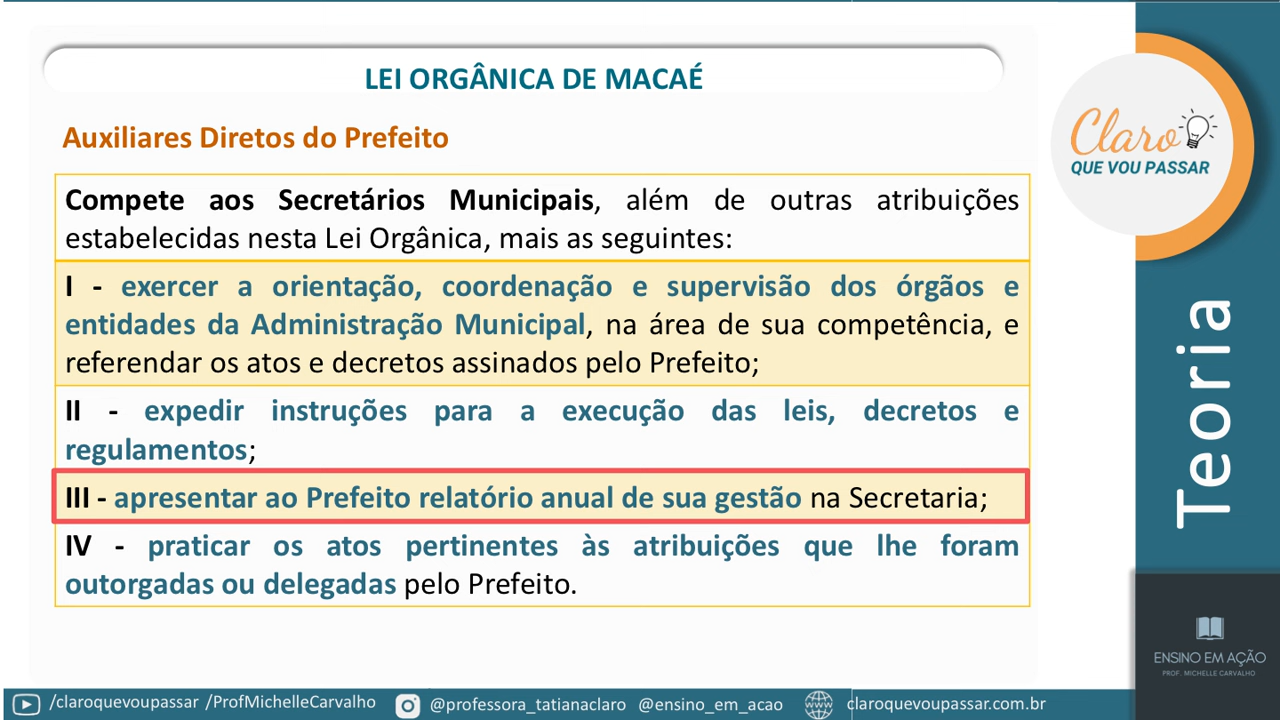 LEI ORGÂNICA DE MACAÉ
Auxiliares Diretos do Prefeito
Compete aos Secretários Municipais, além de outras atribuições
estabelecidas nesta Lei Orgânica, mais as seguintes:
I - exercer a orientação, coordenação e supervisão dos órgãos e
entidades da Administração Municipal, na área de sua competência, e
referendar os atos e decretos assinados pelo Prefeito;
II - expedir instruções para a execução das leis, decretos e
regulamentos;
III - apresentar ao Prefeito relatório anual de sua gestão na Secretaria;
IV - praticar os atos pertinentes às atribuições que lhe foram
outorgadas ou delegadas pelo Prefeito.
Claro
QUE VOU PASSAR
Teoria
ENSINO EM AÇÃO
PROF. MICHELLE CARVALHO
/claroquevoupassar /ProfMichelleCarvalho
@professora_tatianaclaro @ensino_em_acao
claroquevoupassar.com.br